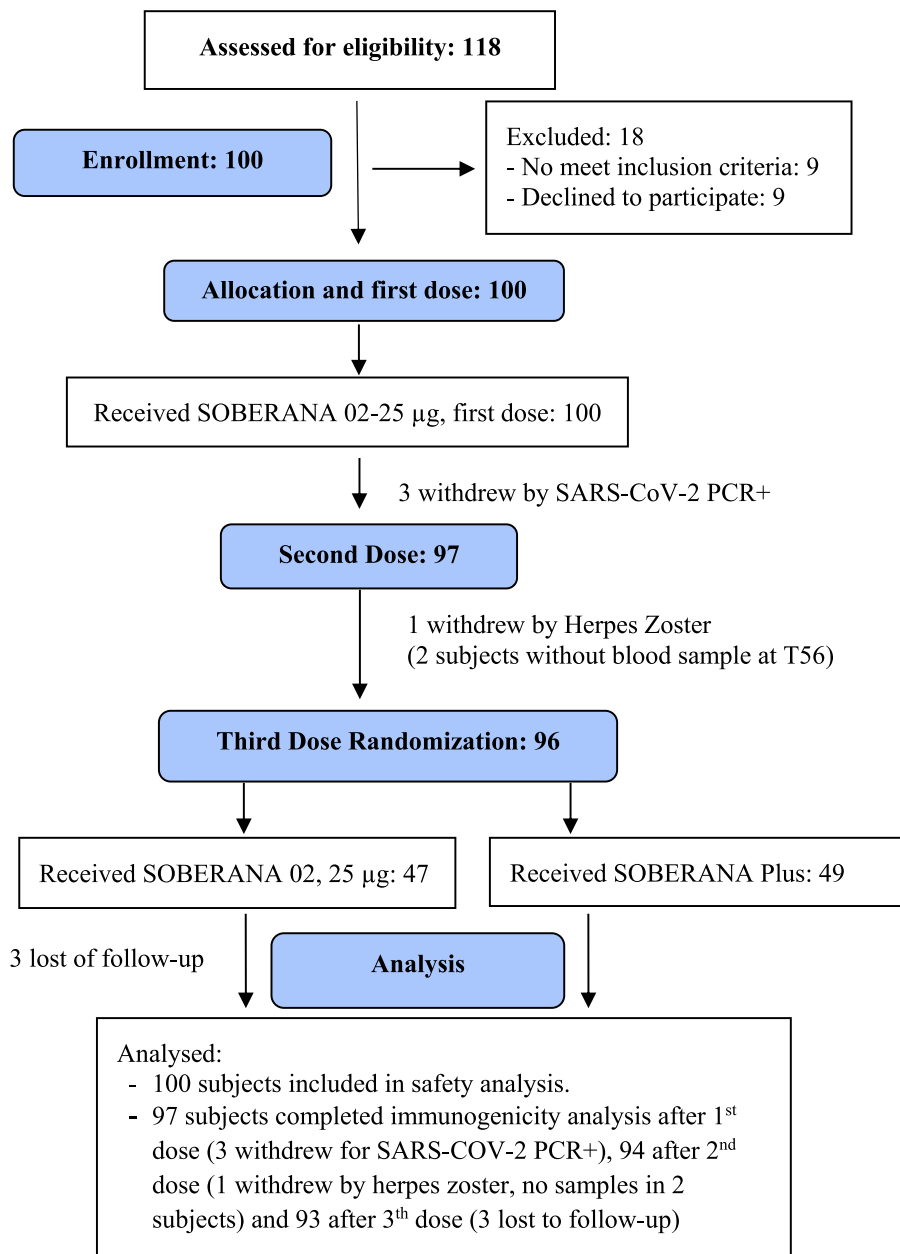 Assessed for eligibility: 118
Enrollment: 100
Excluded: 18
- No meet inclusion criteria: 9
- Declined to participate: 9
Allocation and first dose: 100
Received SOBERANA 02-25 µg, first dose: 100
3 withdrew by SARS-CoV-2 PCR+
Second Dose: 97
1 withdrew by Herpes Zoster
(2 subjects without blood sample at T56)
Third Dose Randomization: 96
Received SOBERANA 02, 25 µg: 47
Received SOBERANA Plus: 49
3 lost of follow-up
Analysis
Analysed:
- 100 subjects included in safety analysis.
- 97 subjects completed immunogenicity analysis after 1st
dose (3 withdrew for SARS-COV-2 PCR+), 94 after 2nd
dose (1 withdrew by herpes zoster, no samples in 2
subjects) and 93 after 3th dose (3 lost to follow-up)